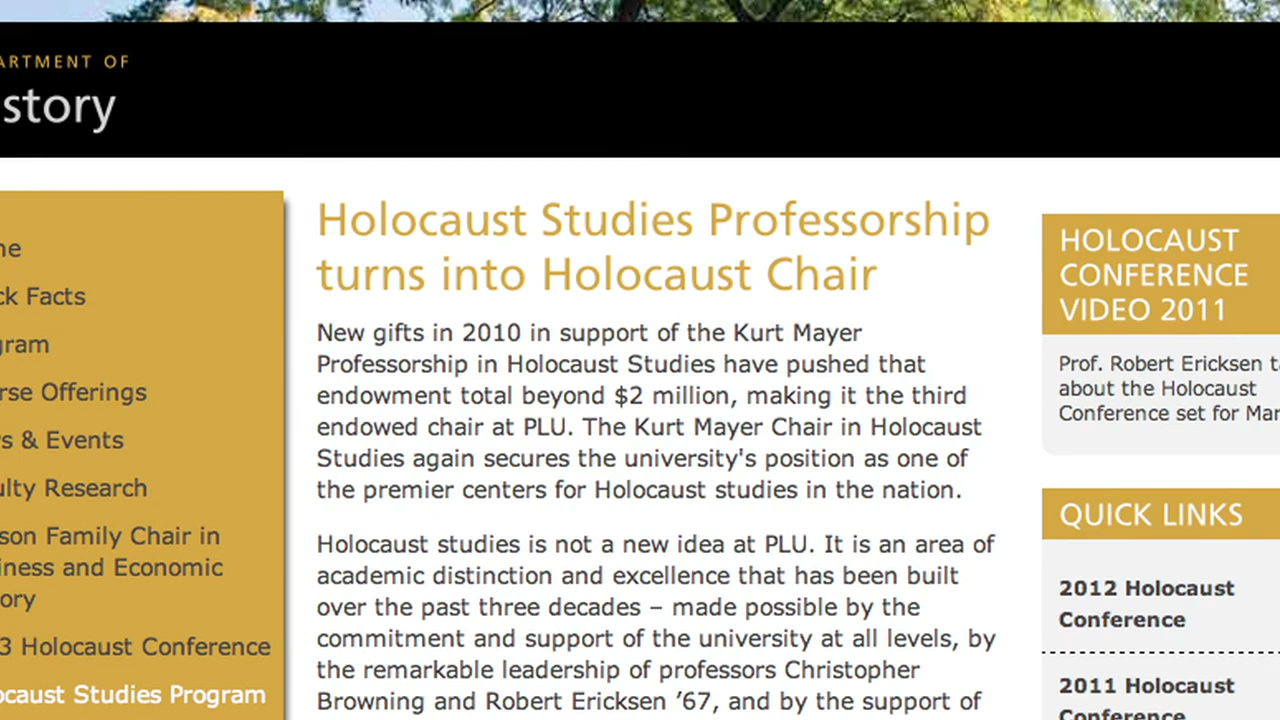 ARTMENT OF
story
ne
ck Facts
gram
rse Offerings
s & Events
ulty Research
son Family Chair in
iness and Economic
ory
3 Holocaust Conference
ocaust Studies Program
Holocaust Studies Professorship
turns into Holocaust Chair
New gifts in 2010 in support of the Kurt Mayer
Professorship in Holocaust Studies have pushed that
endowment total beyond $2 million, making it the third
endowed chair at PLU. The Kurt Mayer Chair in Holocaust
Studies again secures the university's position as one of
the premier centers for Holocaust studies in the nation.
Holocaust studies is not a new idea at PLU. It is an area of
academic distinction and excellence that has been built
over the past three decades – made possible by the
commitment and support of the university at all levels, by
the remarkable leadership of professors Christopher
Browning and Robert Ericksen ’67, and by the support of
HOLOCAUST
CONFERENCE
VIDEO 2011
Prof. Robert Ericksen t
about the Holocaust
Conference set for Mar
QUICK LINKS
2012 Holocaust
Conference
2011 Holocaust
Conference